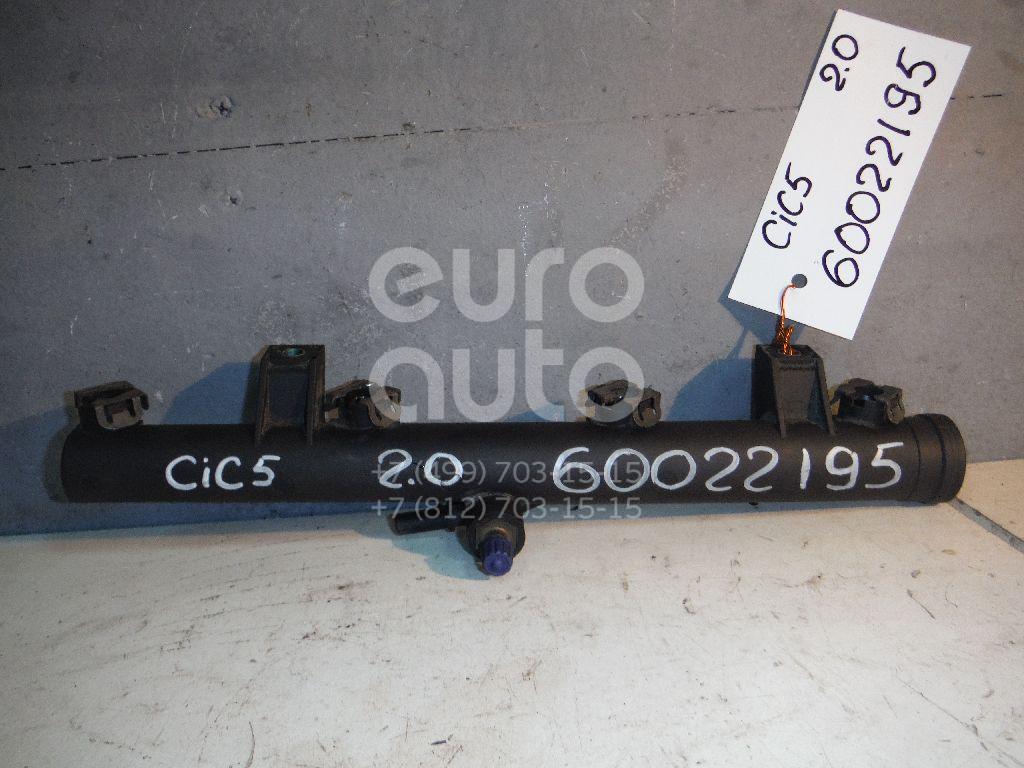 CiC5 2.0
60022195
euro
auto
CiC5 2.0 60022195
+7 (499) 703-15-15
+7 (812) 703-15-15